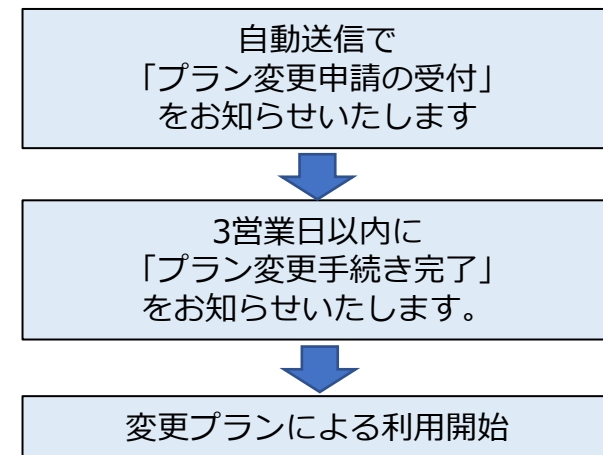 自動送信で
「プラン変更申請の受付」
をお知らせいたします
3営業日以内に
「プラン変更手続き完了」
をお知らせいたします。
変更プランによる利用開始